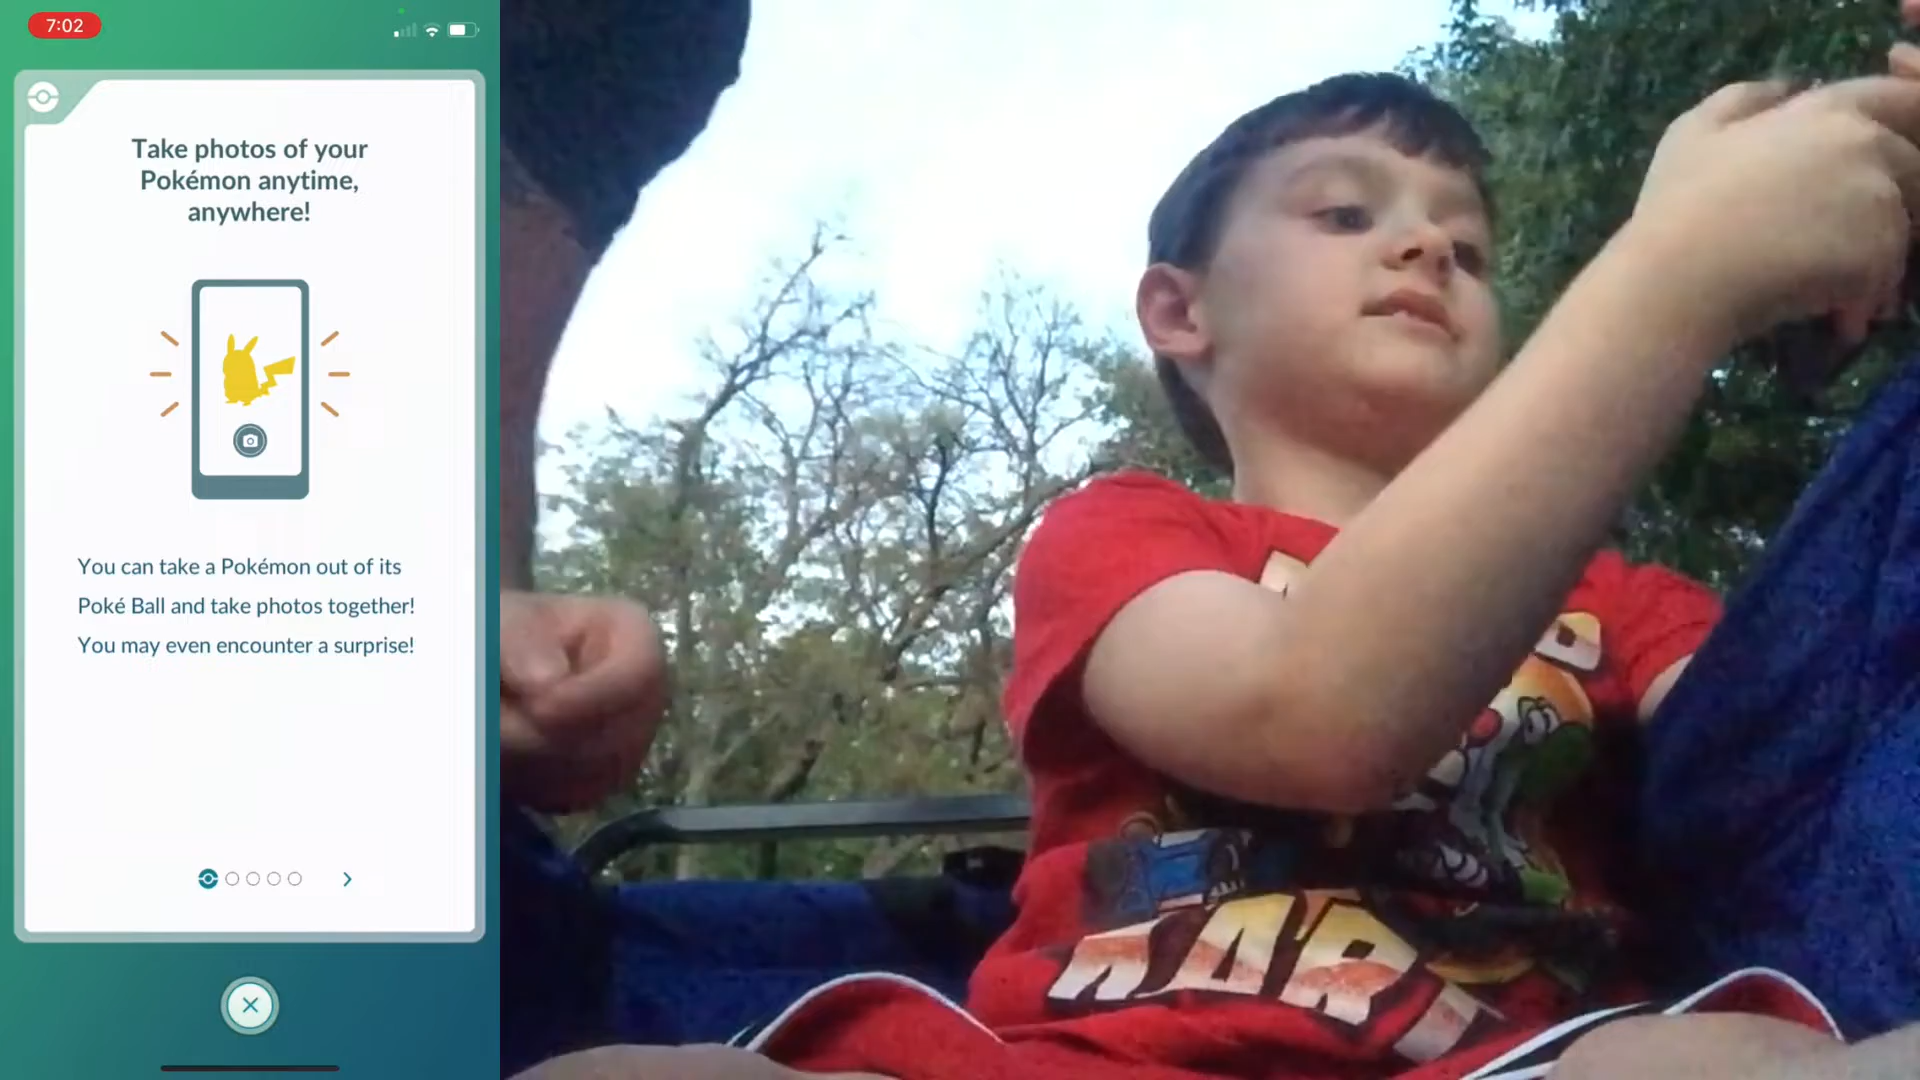 7:02
Take photos of your
Pokémon anytime,
anywhere!
You can take a Pokémon out of its
Poké Ball and take photos together!
You may even encounter a surprise!
KART